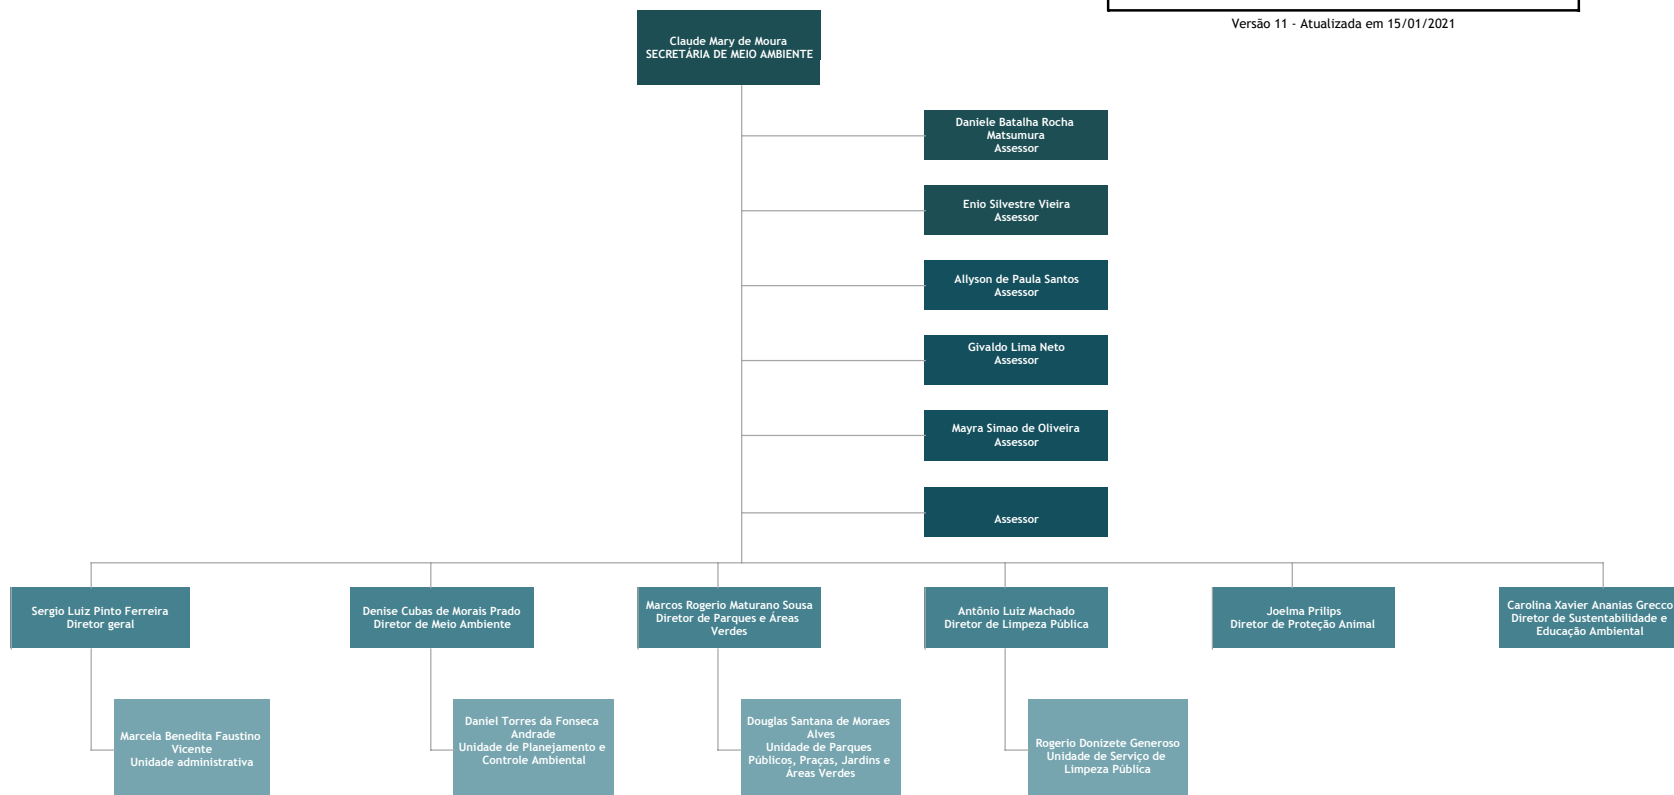 Versão 11 - Atualizada em 15/01/2021
Claude Mary de Moura
SECRETÁRIA DE MEIO AMBIENTE
Daniele Batalha Rocha
Matsumura
Assessor
Enio Silvestre Vieira
Assessor
Allyson de Paula Santos
Assessor
Givaldo Lima Neto
Assessor
Mayra Simao de Oliveira
Assessor
Assessor
Sergio Luiz Pinto Ferreira
Diretor geral
Denise Cubas de Morais Prado
Diretor de Meio Ambiente
Marcos Rogerio Maturano Sousa
Diretor de Parques e Áreas
Verdes
Antônio Luiz Machado
Diretor de Limpeza Pública
Joelma Prilips
Diretor de Proteção Animal
Carolina Xavier Ananias Grecco
Diretor de Sustentabilidade e
Educação Ambiental
Marcela Benedita Faustino
Vicente
Unidade administrativa
Daniel Torres da Fonseca
Andrade
Unidade de Planejamento e
Controle Ambiental
Douglas Santana de Moraes
Alves
Unidade de Parques
Públicos, Praças, Jardins e
Áreas Verdes
Rogerio Donizete Generoso
Unidade de Serviço de
Limpeza Pública